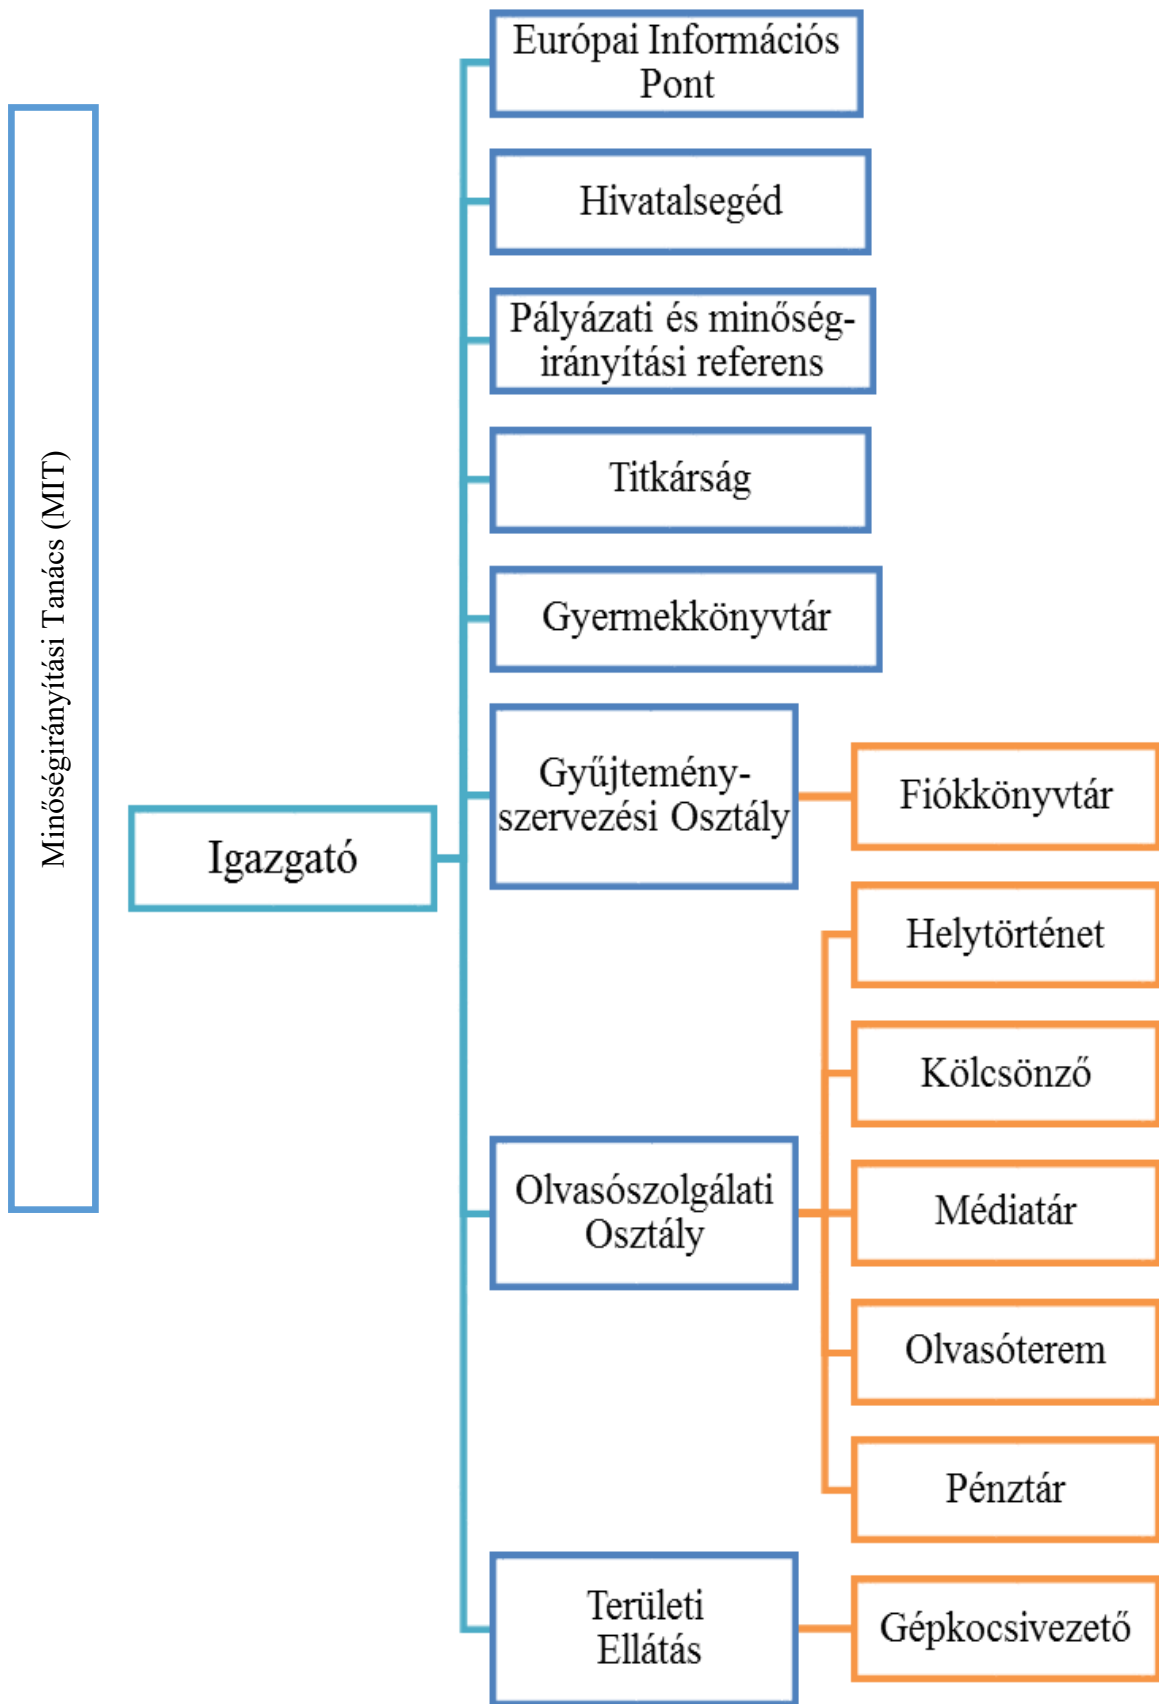 Minőségirányítási Tanács (MIT)
Igazgató
Európai Információs
Pont
Hivatalsegéd
Pályázati és minőség-
irányítási referens
Titkárság
Gyermekkönyvtár
Gyűjtemény-
szervezési Osztály
Fiókkönyvtár
Olvasószolgálati
Osztály
Helytörténet
Kölcsönző
Médiatár
Olvasóterem
Pénztár
Területi
Ellátás
Gépkocsivezető